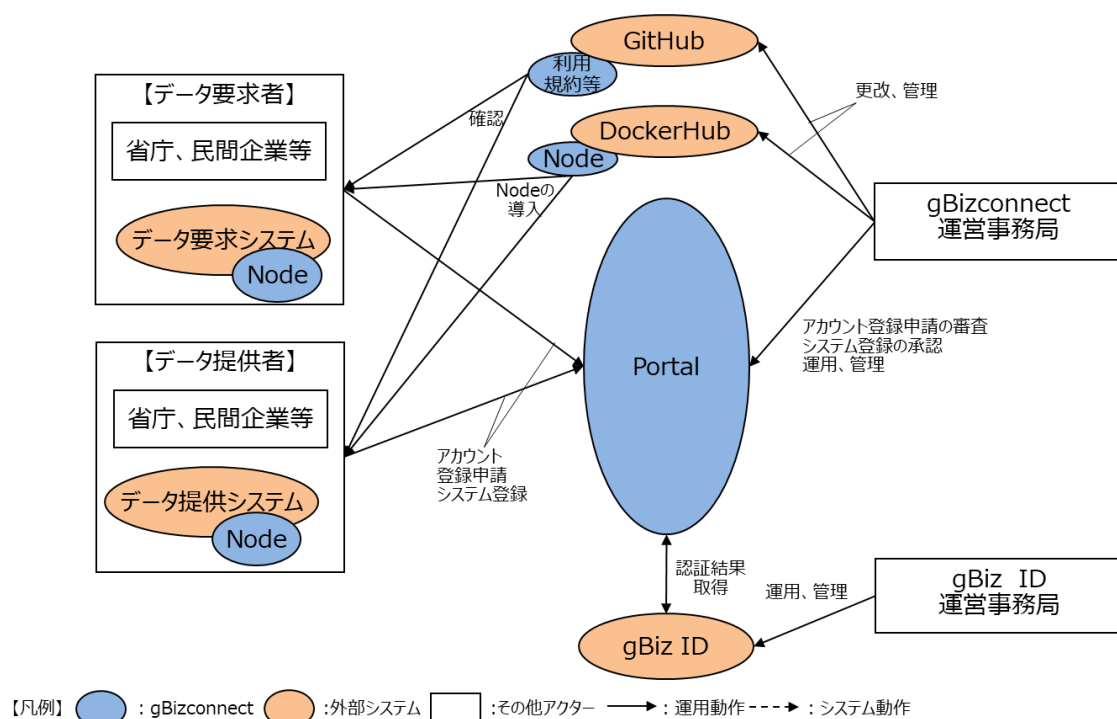 GitHub
利用
規約等
更改、管理
【データ要求者】
確認
省庁、民間企業等
DockerHub
Node
Nodeの
導入
データ要求システム
Node
gBizconnect
運営事務局
【データ提供者】
アカウント登録申請の審査
システム登録の承認
運用、管理
Portal
省庁、民間企業等
アカウント
登録申請
システム登録
データ提供システム
Node
認証結果
取得
運用、管理
gBiz ID
運営事務局
gBiz ID
【凡例】 : gBizconnect :外部システム :その他アクター : 運用動作 : システム動作